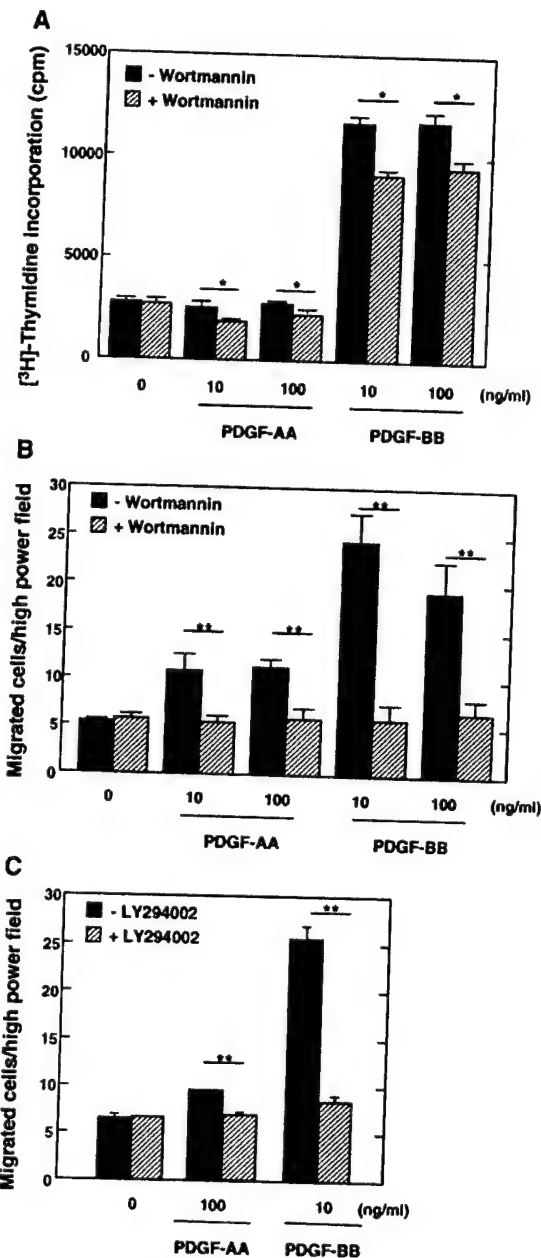 A
[³H]-Thymidine incorporation (cpm)
15000
10000
5000
0
- Wortmannin
+ Wortmannin
*
*
*
*
0
10
100
10
100
(ng/ml)
PDGF-AA
PDGF-BB
B
Migrated cells/high power field
30
25
20
15
10
5
0
- Wortmannin
+ Wortmannin
**
**
**
**
0
10
100
10
100
(ng/ml)
PDGF-AA
PDGF-BB
C
Migrated cells/high power field
30
25
20
15
10
5
0
- LY294002
+ LY294002
**
**
0
100
10
(ng/ml)
PDGF-AA
PDGF-BB